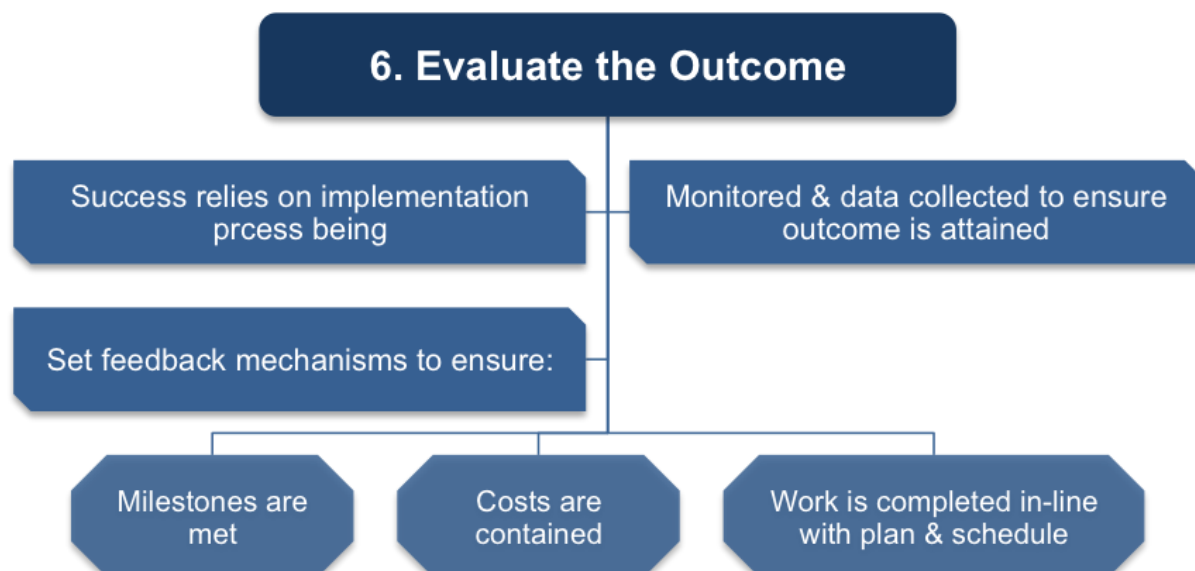 6. Evaluate the Outcome
Success relies on implementation
prcess being
Monitored & data collected to ensure
outcome is attained
Set feedback mechanisms to ensure:
Milestones are
met
Costs are
contained
Work is completed in-line
with plan & schedule